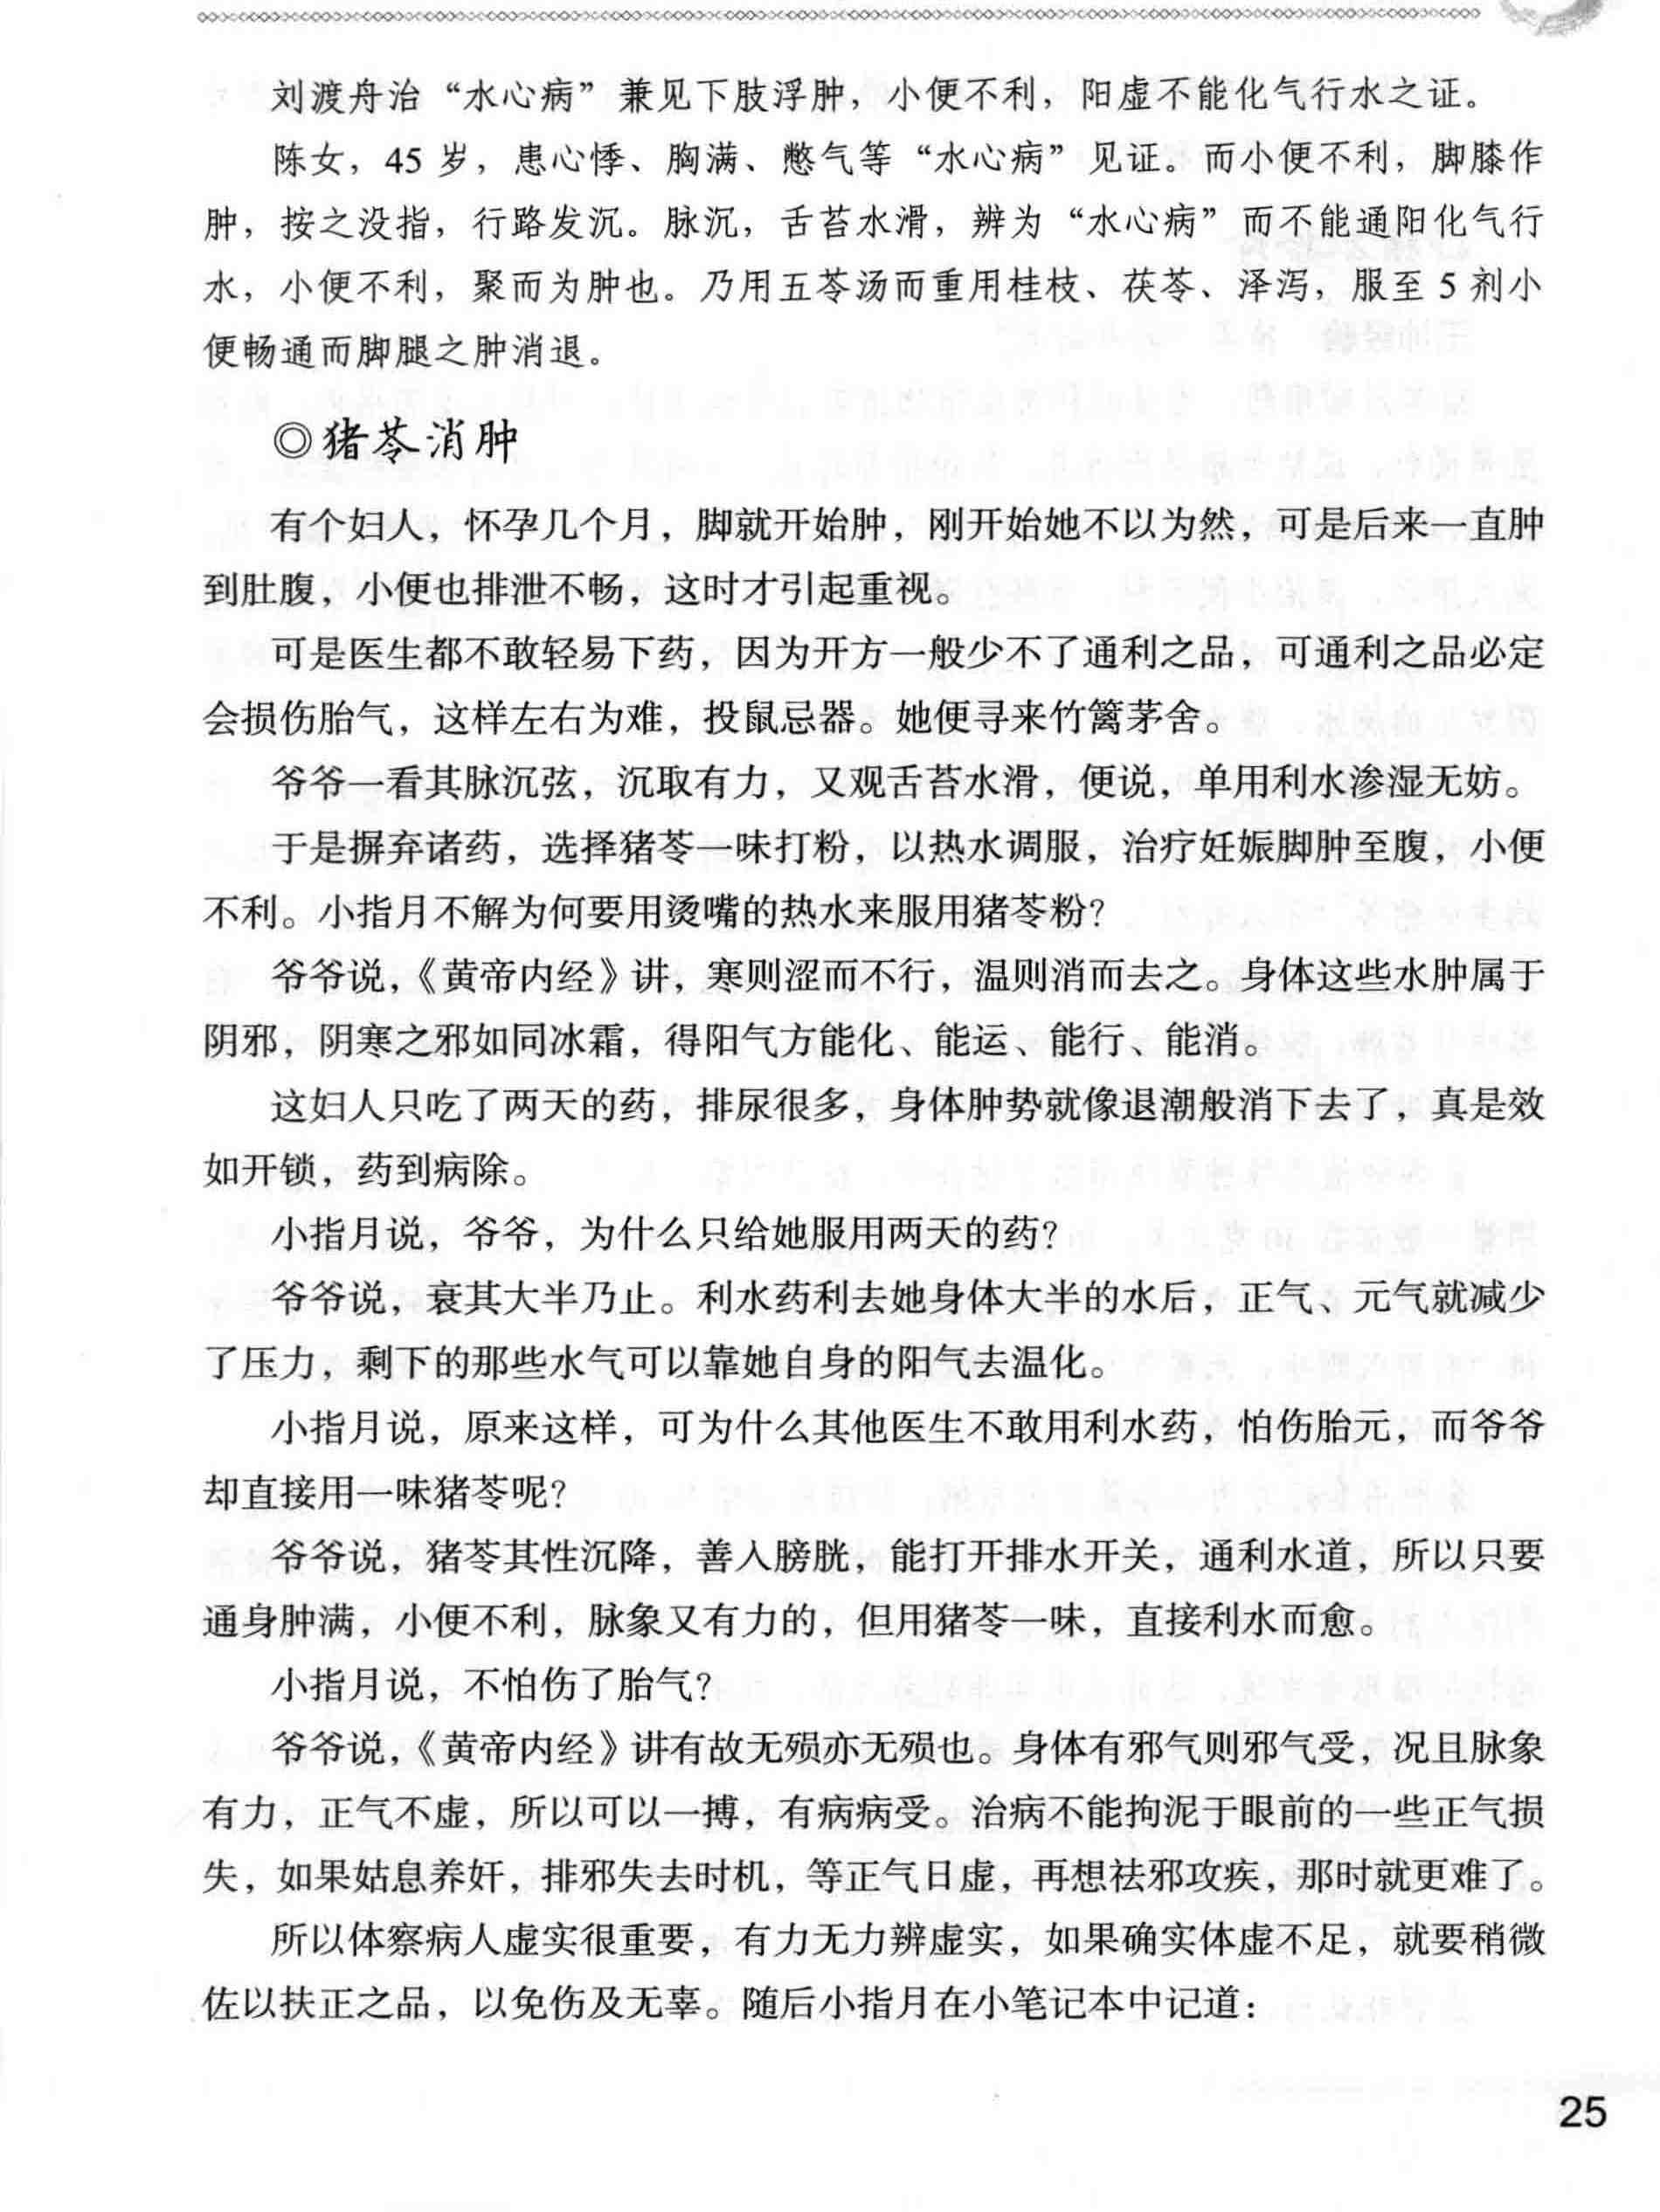 刘渡舟治“水心病”兼见下肢浮肿，小便不利，阳虚不能化气行水之证。
陈女，45 岁，患心悸、胸满、憋气等“水心病”见证。而小便不利，脚膝作
肿，按之没指，行路发沉。脉沉，舌苔水滑，辨为“水心病”而不能通阳化气行
水，小便不利，聚而为肿也。乃用五苓汤而重用桂枝、茯苓、泽泻，服至 5 剂小
便畅通而脚腿之肿消退。
◎猪苓消肿
有个妇人，怀孕几个月，脚就开始肿，刚开始她不以为然，可是后来一直肿
到肚腹，小便也排泄不畅，这时才引起重视。
可是医生都不敢轻易下药，因为开方一般少不了通利之品，可通利之品必定
会损伤胎气，这样左右为难，投鼠忌器。她便寻来竹篱茅舍。
爷爷一看其脉沉弦，沉取有力，又观舌苔水滑，便说，单用利水渗湿无妨。
于是摒弃诸药，选择猪苓一味打粉，以热水调服，治疗妊娠脚肿至腹，小便
不利。小指月不解为何要用烫嘴的热水来服用猪苓粉？
爷爷说，《黄帝内经》讲，寒则涩而不行，温则消而去之。身体这些水肿属于
阴邪，阴寒之邪如同冰霜，得阳气方能化、能运、能行、能消。
这妇人只吃了两天的药，排尿很多，身体肿势就像退潮般消下去了，真是效
如开锁，药到病除。
小指月说，爷爷，为什么只给她服用两天的药？
爷爷说，衰其大半乃止。利水药利去她身体大半的水后，正气、元气就减少
了压力，剩下的那些水气可以靠她自身的阳气去温化。
小指月说，原来这样，可为什么其他医生不敢用利水药，怕伤胎元，而爷爷
却直接用一味猪苓呢？
爷爷说，猪苓其性沉降，善入膀胱，能打开排水开关，通利水道，所以只要
通身肿满，小便不利，脉象又有力的，但用猪苓一味，直接利水而愈。
小指月说，不怕伤了胎气？
爷爷说，《黄帝内经》讲有故无殒亦无殒也。身体有邪气则邪气受，况且脉象
有力，正气不虚，所以可以一搏，有病病受。治病不能拘泥于眼前的一些正气损
失，如果姑息养奸，排邪失去时机，等正气日虚，再想祛邪攻疾，那时就更难了。
所以体察病人虚实很重要，有力无力辨虚实，如果确实体虚不足，就要稍微
佐以扶正之品，以免伤及无辜。随后小指月在小笔记本中记道：
25